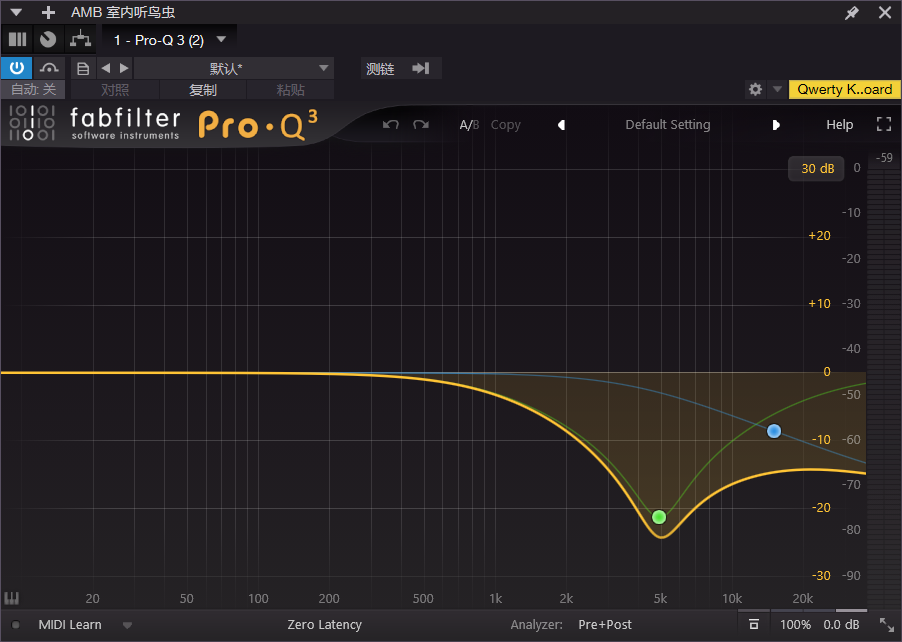 AMB 室内听鸟虫
1 - Pro-Q 3 (2)
默认*
测链
自动: 关
对照
复制
粘贴
Qwerty K..oard
fabfilter
software instruments
Pro·Q 3
A/B
Copy
Default Setting
Help
30 dB
0
-59
-10
+20
-20
+10
-30
-40
0
-50
-10
-60
-70
-20
-80
-30
-90
20
50
100
200
500
1k
2k
5k
10k
20k
MIDI Learn
Zero Latency
Analyzer:
Pre+Post
100%
0.0 dB